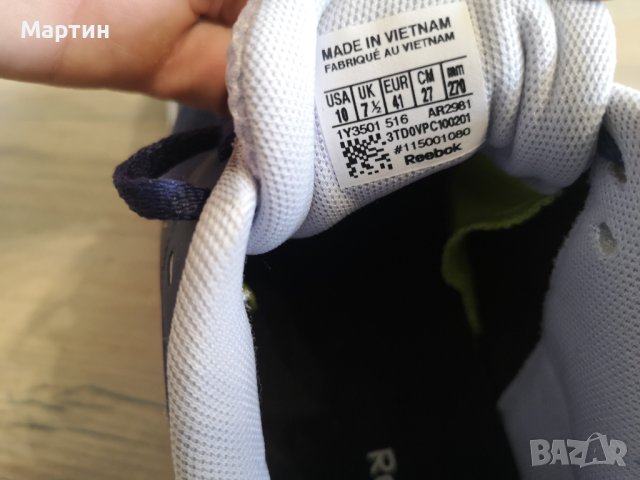 Мартин
MADE IN VIETNAM
FABRIQUÉ AU VIETNAM
USA UK EUR CM mm
10 7 ½ 41 27 270
1Y3501 516 AR2981
3TD0VPC100201
#115001080
Reebok
R
BAZAR